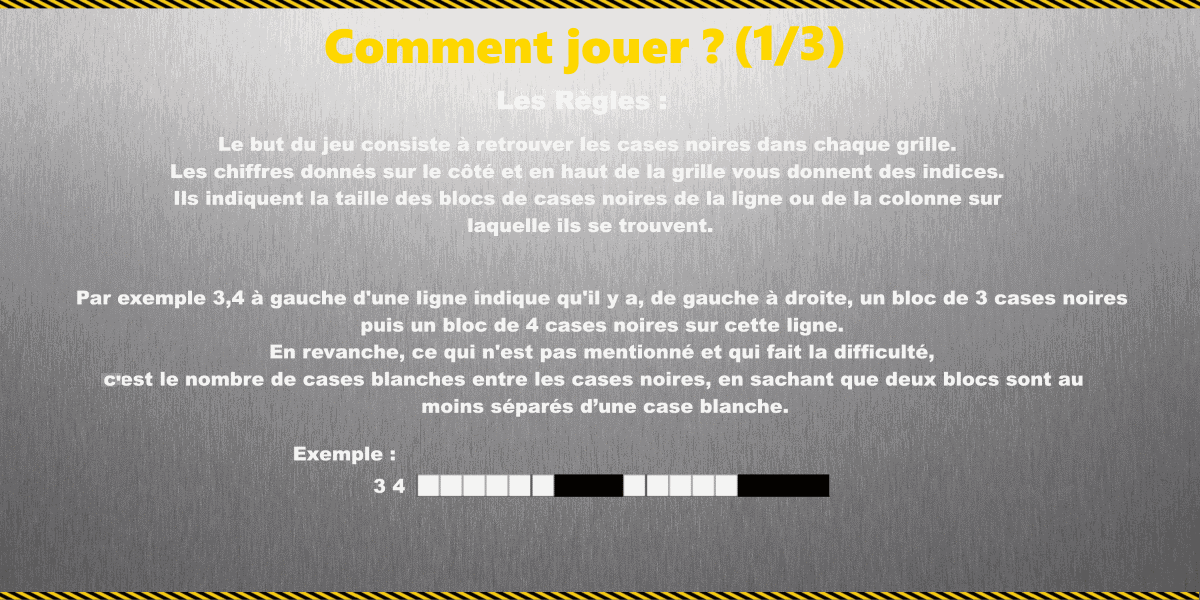 Comment jouer ? (1/3)
Les Règles :
Le but du jeu consiste à retrouver les cases noires dans chaque grille.
Les chiffres donnés sur le côté et en haut de la grille vous donnent des indices.
Ils indiquent la taille des blocs de cases noires de la ligne ou de la colonne sur
laquelle ils se trouvent.
Par exemple 3,4 à gauche d'une ligne indique qu'il y a, de gauche à droite, un bloc de 3 cases noires
puis un bloc de 4 cases noires sur cette ligne.
En revanche, ce qui n'est pas mentionné et qui fait la difficulté,
c'est le nombre de cases blanches entre les cases noires, en sachant que deux blocs sont au
moins séparés d’une case blanche.
Exemple :
3 4